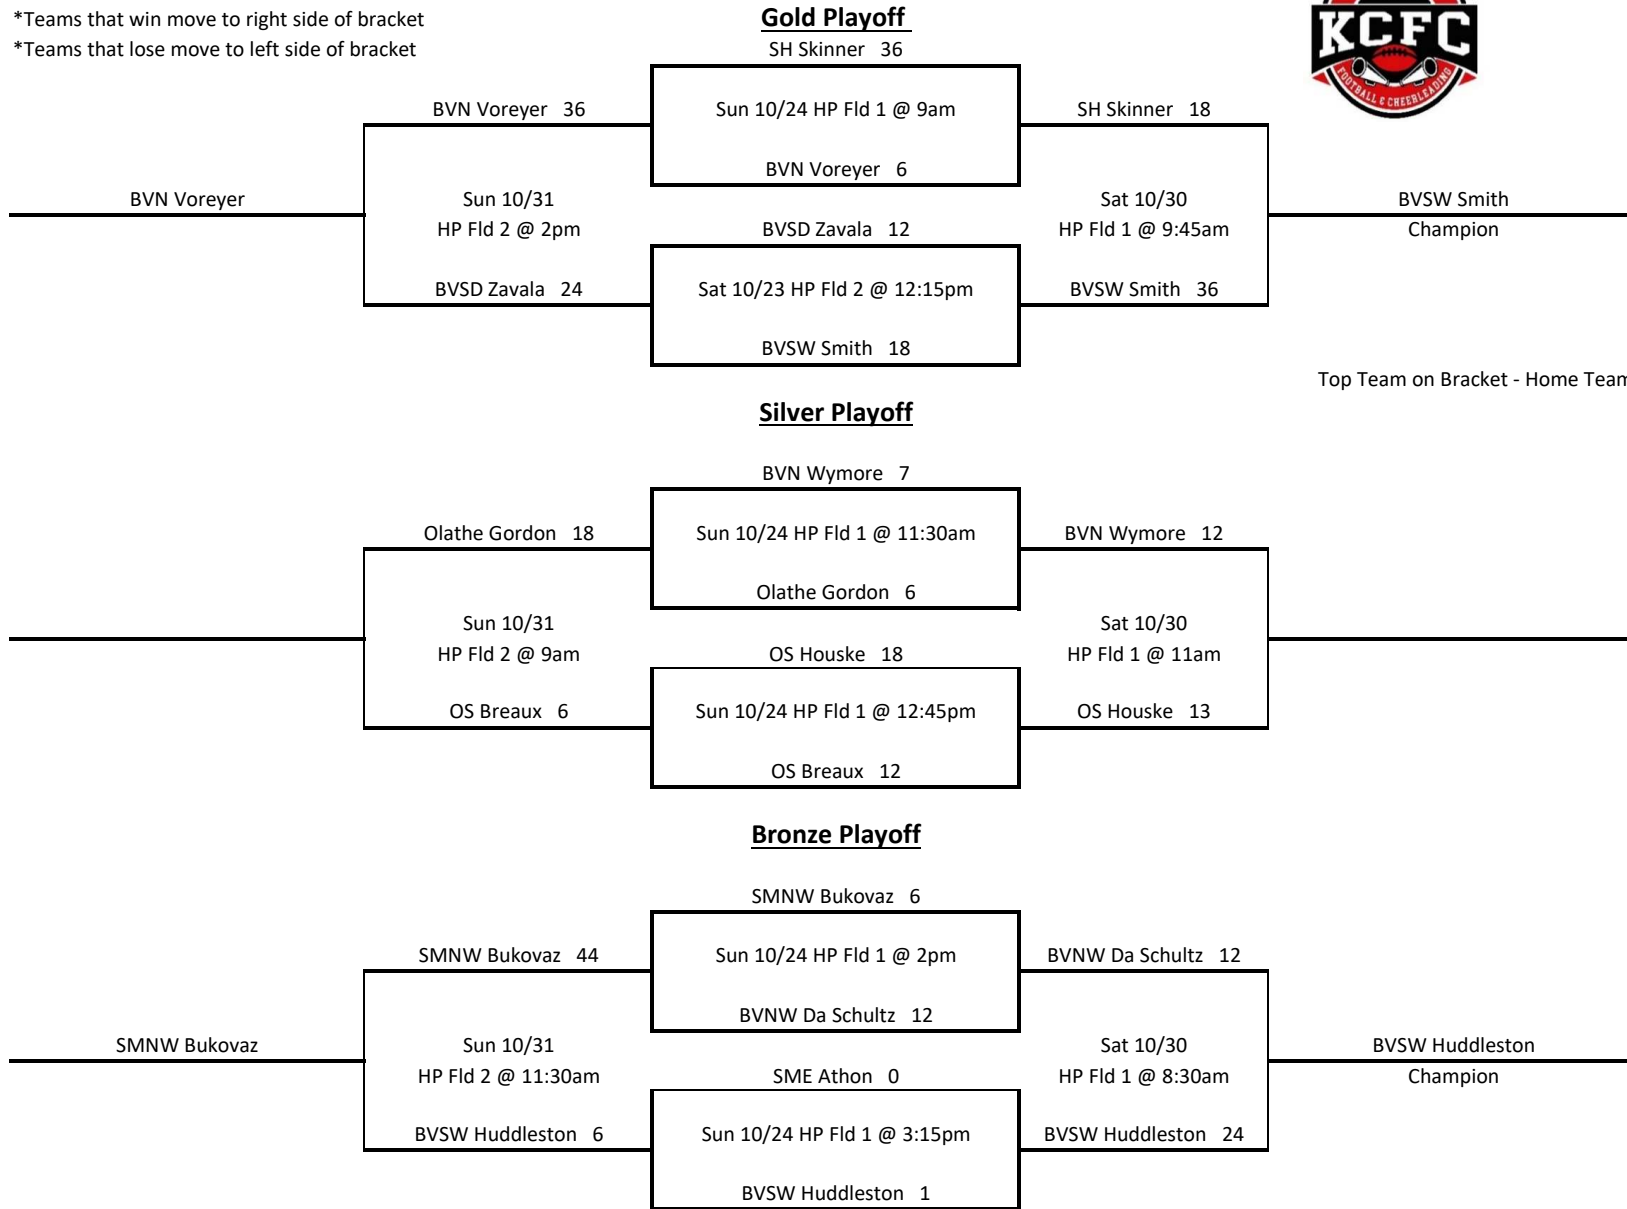 *Teams that win move to right side of bracket
*Teams that lose move to left side of bracket
KCFC
FOOTBALL & CHEERLEADING
Gold Playoff
SH Skinner 36
BVN Voreyer 36
Sun 10/24 HP Fld 1 @ 9am
SH Skinner 18
BVN Voreyer 6
BVN Voreyer
Sun 10/31
Sat 10/30
BVSW Smith
HP Fld 2 @ 2pm
BVSD Zavala 12
HP Fld 1 @ 9:45am
Champion
BVSD Zavala 24
Sat 10/23 HP Fld 2 @ 12:15pm
BVSW Smith 36
BVSW Smith 18
Top Team on Bracket - Home Team
Silver Playoff
BVN Wymore 7
Olathe Gordon 18
Sun 10/24 HP Fld 1 @ 11:30am
BVN Wymore 12
Olathe Gordon 6
Sun 10/31
Sat 10/30
HP Fld 2 @ 9am
OS Houske 18
HP Fld 1 @ 11am
OS Breaux 6
Sun 10/24 HP Fld 1 @ 12:45pm
OS Houske 13
OS Breaux 12
Bronze Playoff
SMNW Bukovaz 6
SMNW Bukovaz 44
Sun 10/24 HP Fld 1 @ 2pm
BVNW Da Schultz 12
BVNW Da Schultz 12
SMNW Bukovaz
Sun 10/31
Sat 10/30
BVSW Huddleston
HP Fld 2 @ 11:30am
SME Athon 0
HP Fld 1 @ 8:30am
Champion
BVSW Huddleston 6
Sun 10/24 HP Fld 1 @ 3:15pm
BVSW Huddleston 24
BVSW Huddleston 1